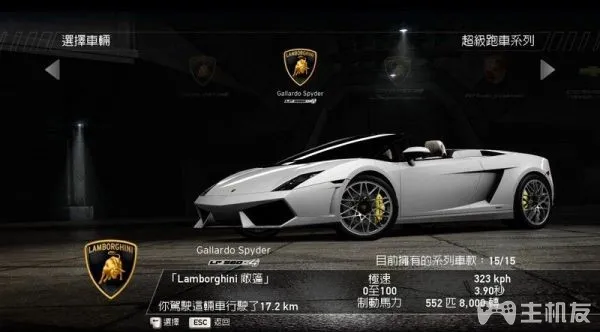 選擇車輛
超級跑車系列
LAMBORGHINI
Gallardo Spyder
Gallardo Spyder
目前擁有的系列車款：15/15
LAMBORGHINI
「Lamborghini 敞篷」
極速 323 kph
0至100 3.90秒
你駕駛這輛車行駛了17.2 km
制動馬力 552 匹 8,000 轉
選擇 ESC 返回
主机友